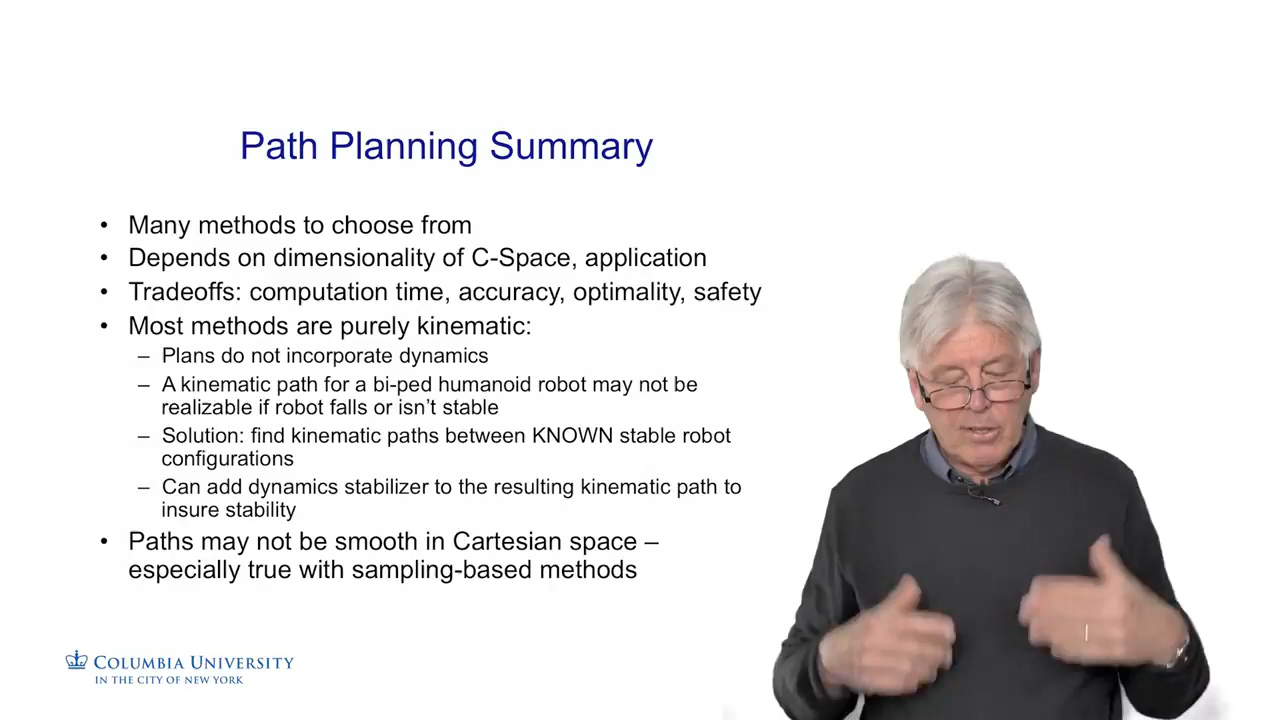 Path Planning Summary
• Many methods to choose from
• Depends on dimensionality of C-Space, application
• Tradeoffs: computation time, accuracy, optimality, safety
• Most methods are purely kinematic:
– Plans do not incorporate dynamics
– A kinematic path for a bi-ped humanoid robot may not be
realizable if robot falls or isn’t stable
– Solution: find kinematic paths between KNOWN stable robot
configurations
– Can add dynamics stabilizer to the resulting kinematic path to
insure stability
• Paths may not be smooth in Cartesian space –
especially true with sampling-based methods
COLUMBIA UNIVERSITY
IN THE CITY OF NEW YORK